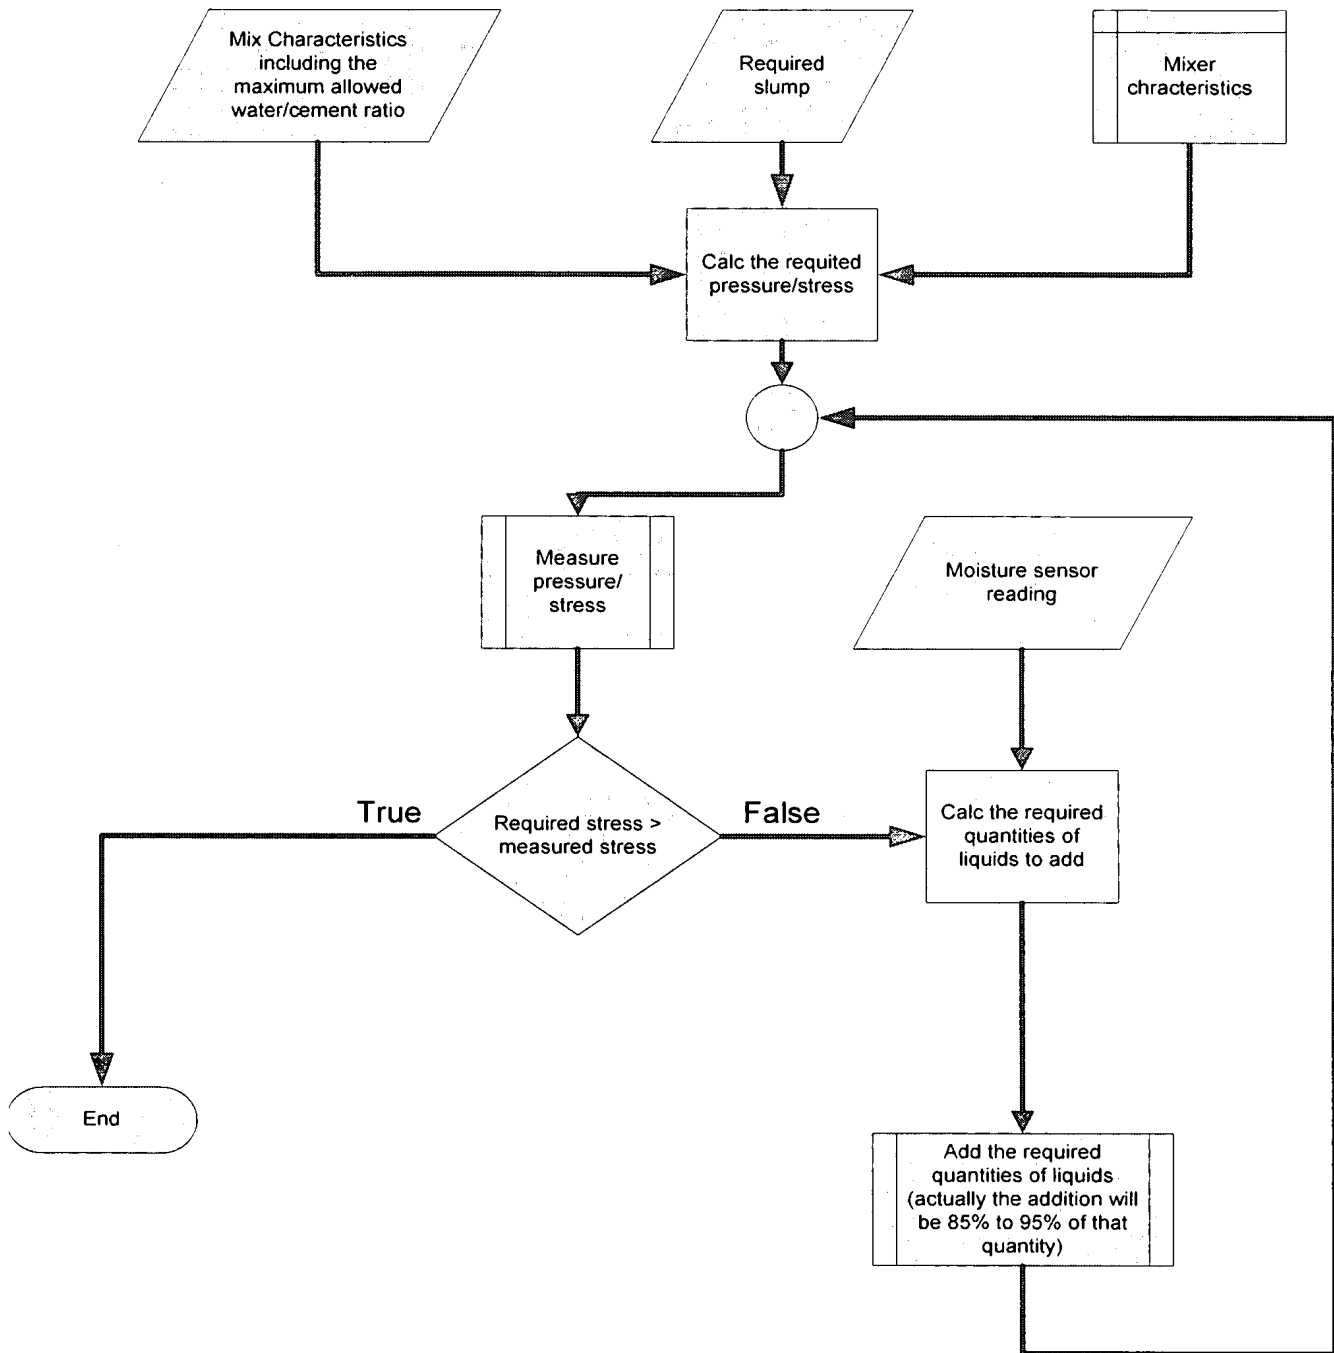 Mix Characteristics
including the
maximum allowed
water/cement ratio
Required
slump
Mixer
chracteristics
Calc the requited
pressure/stress
Measure
pressure/
stress
Moisture sensor
reading
True
Required stress >
measured stress
False
Calc the required
quantities of
liquids to add
End
Add the required
quantities of liquids
(actually the addition will
be 85% to 95% of that
quantity)